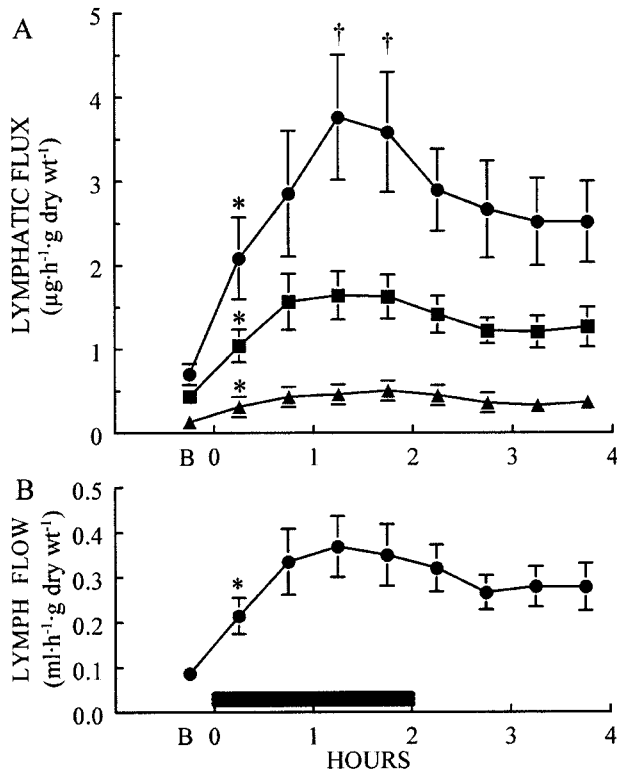 A
† †
5
4
3
2
1
0
LYMPHATIC FLUX
(µg·h⁻¹·g dry wt⁻¹)
*
*
*
B 0 1 2 3 4
B
0.5
0.4
0.3
0.2
0.1
0.0
LYMPH FLOW
(ml·h⁻¹·g dry wt⁻¹)
*
B 0 1 2 3 4
HOURS